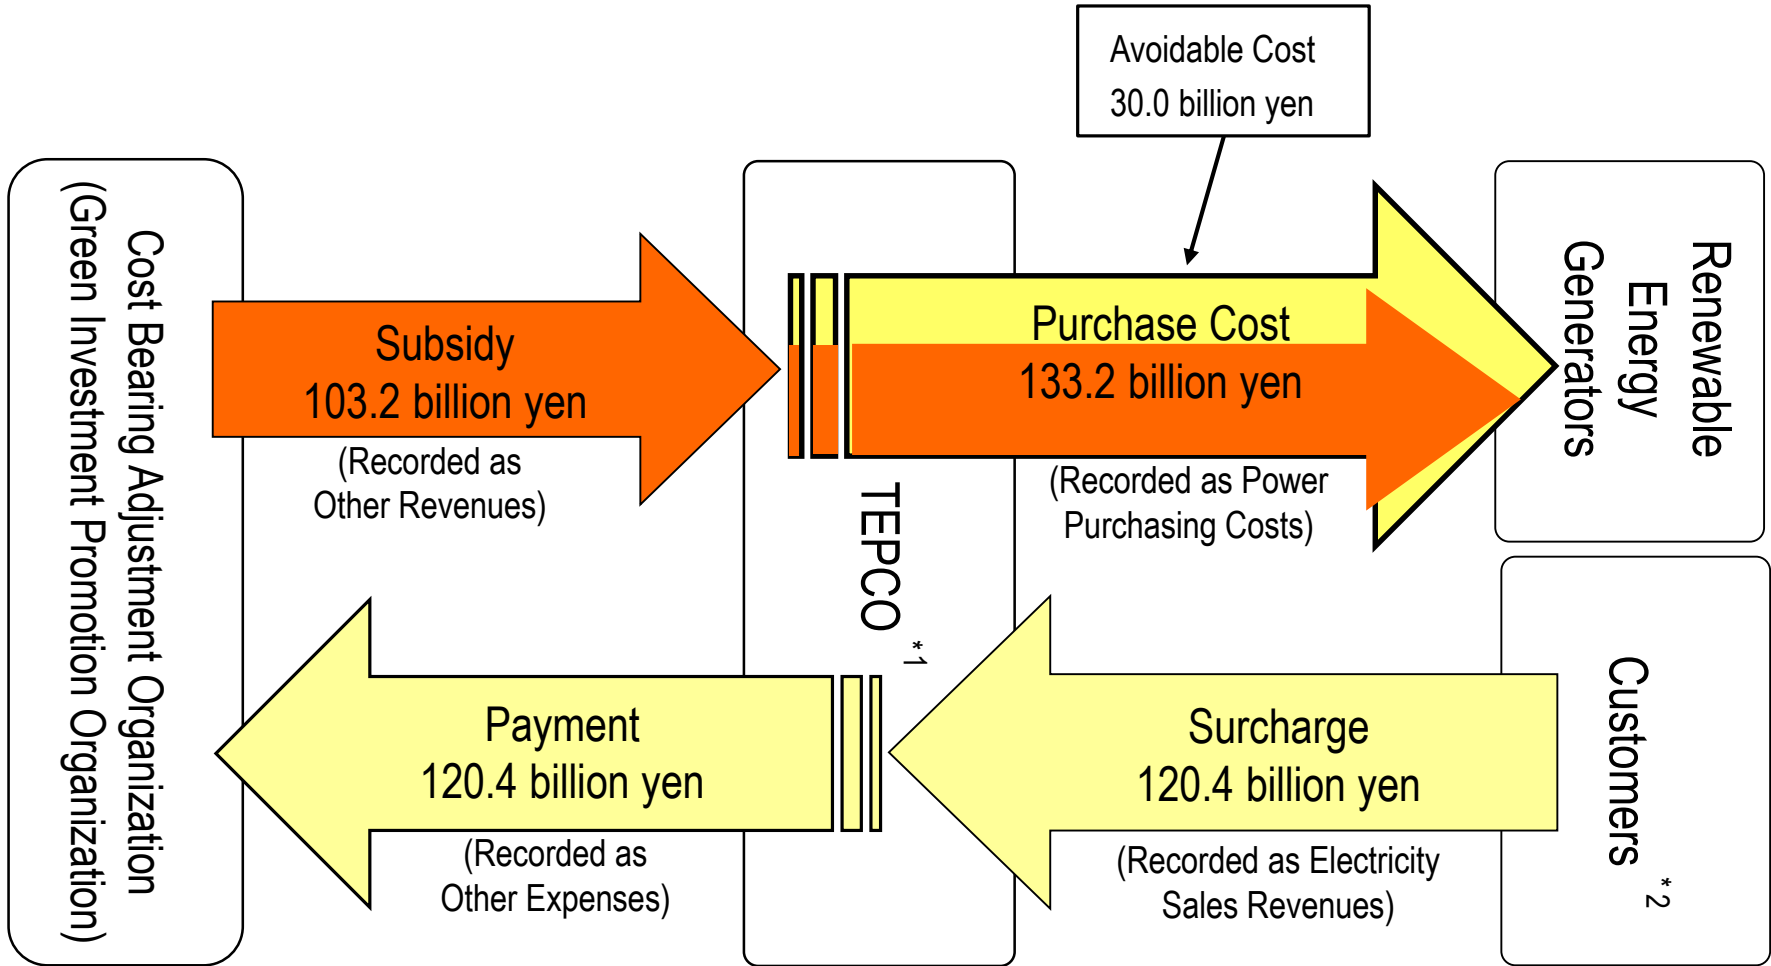 Avoidable Cost
30.0 billion yen
Cost Bearing Adjustment Organization
(Green Investment Promotion Organization)
Subsidy
103.2 billion yen
(Recorded as
Other Revenues)
TEPCO *1
Purchase Cost
133.2 billion yen
(Recorded as Power
Purchasing Costs)
Renewable
Energy
Generators
Payment
120.4 billion yen
(Recorded as
Other Expenses)
Surcharge
120.4 billion yen
(Recorded as Electricity
Sales Revenues)
Customers *2